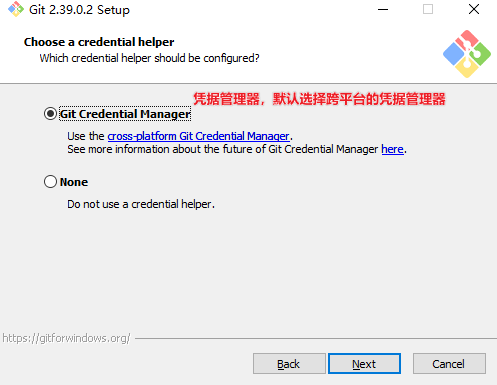 Git 2.39.0.2 Setup
Choose a credential helper
Which credential helper should be configured?
凭据管理器，默认选择跨平台的凭据管理器
Git Credential Manager
Use the cross-platform Git Credential Manager.
See more information about the future of Git Credential Manager here.
None
Do not use a credential helper.
https://gitforwindows.org/
Back
Next
Cancel